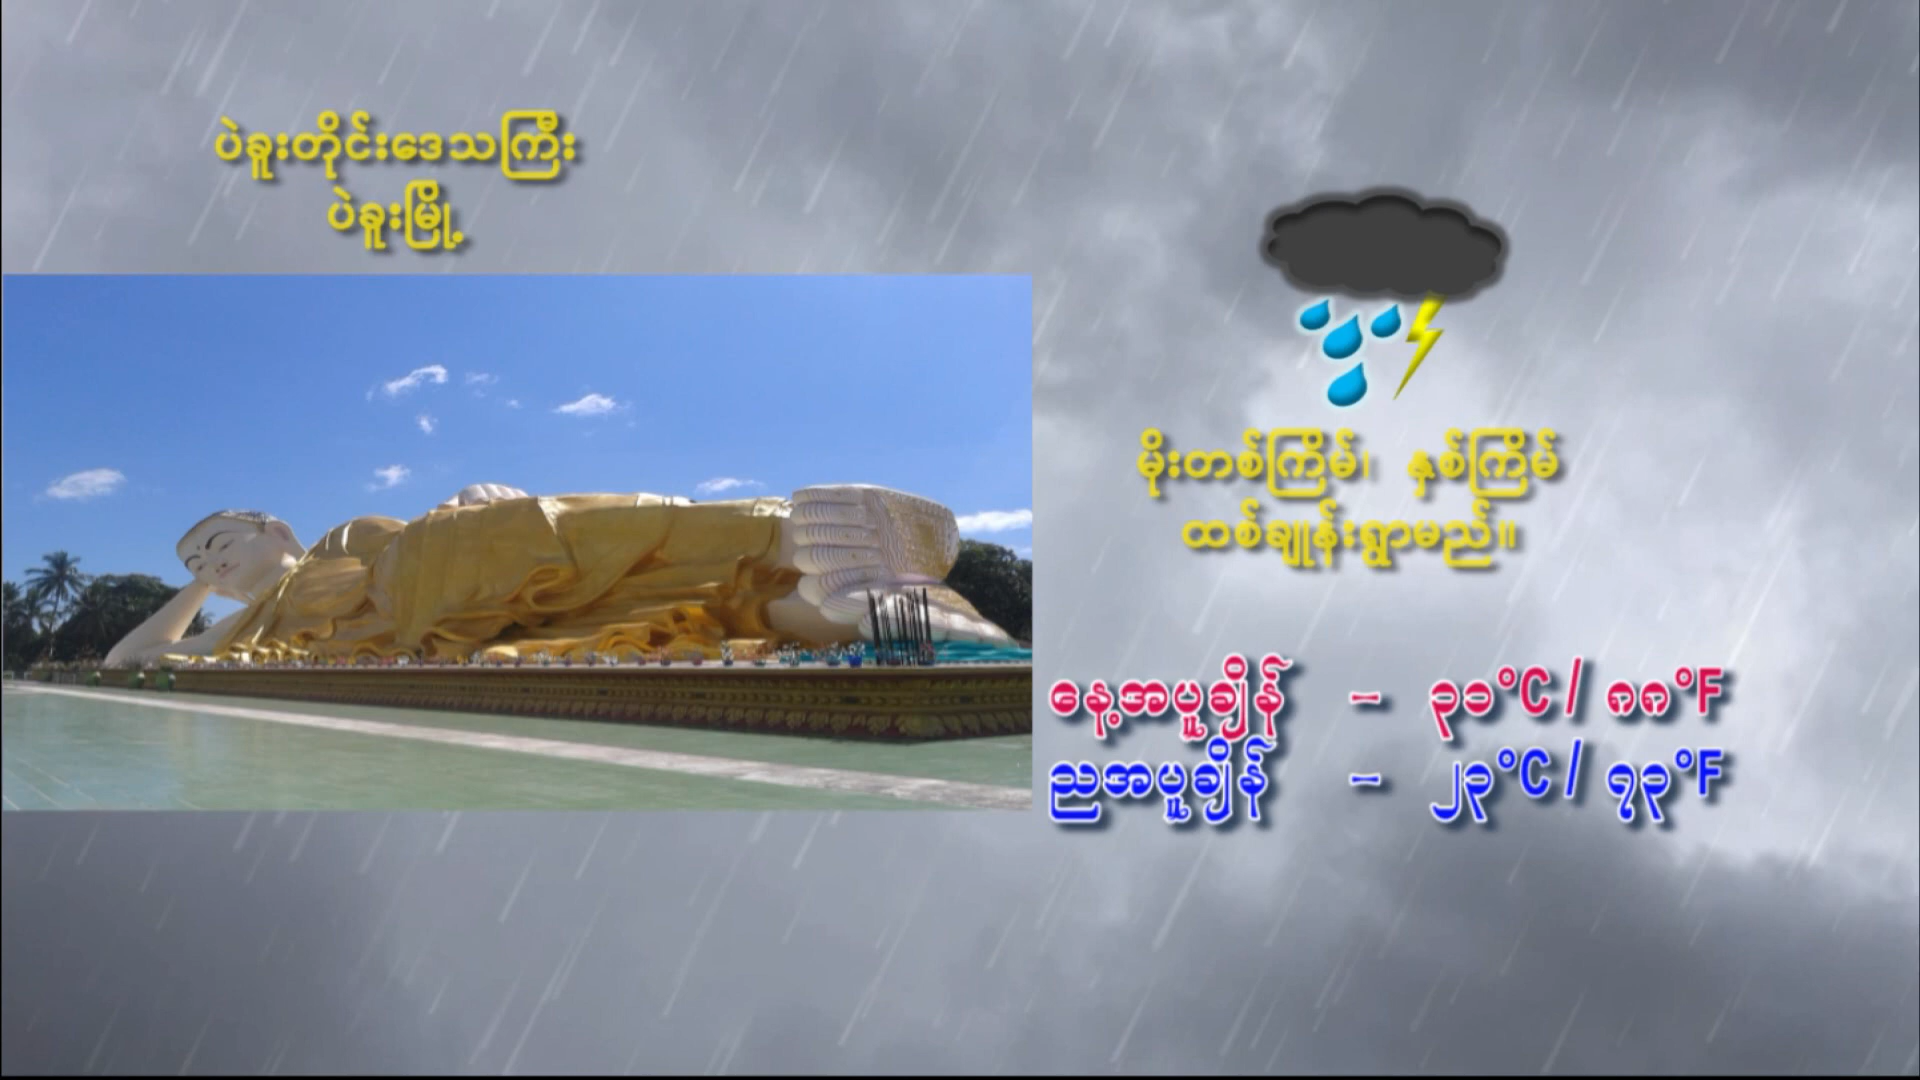 ပဲခူးတိုင်းဒေသကြီး
ပဲခူးမြို့
မိုးတစ်ကြိမ်၊ နှစ်ကြိမ်
ထစ်ချုန်းရွာမည်။
နေ့အပူချိန် - ၃၁°C / ၈၈°F
ညအပူချိန် - ၂၃°C / ၇၃°F